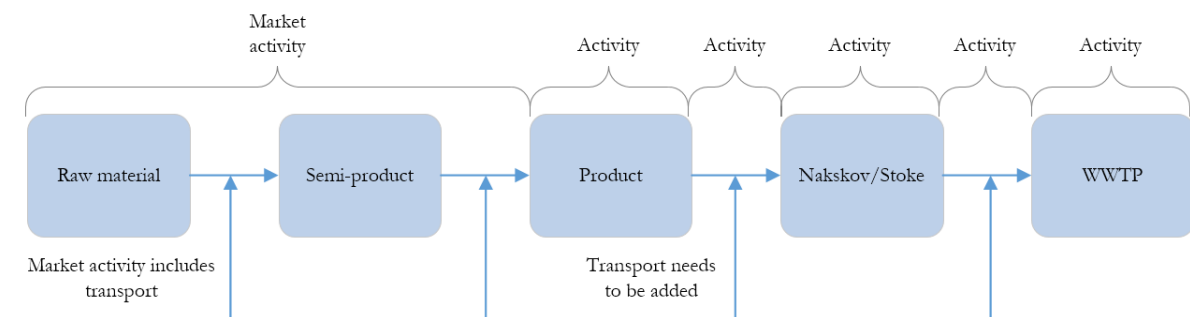 Market
activity
Activity
Activity
Activity
Activity
Activity
Raw material
Semi-product
Product
Nakskov/Stoke
WWTP
Market activity includes
transport
Transport needs
to be added